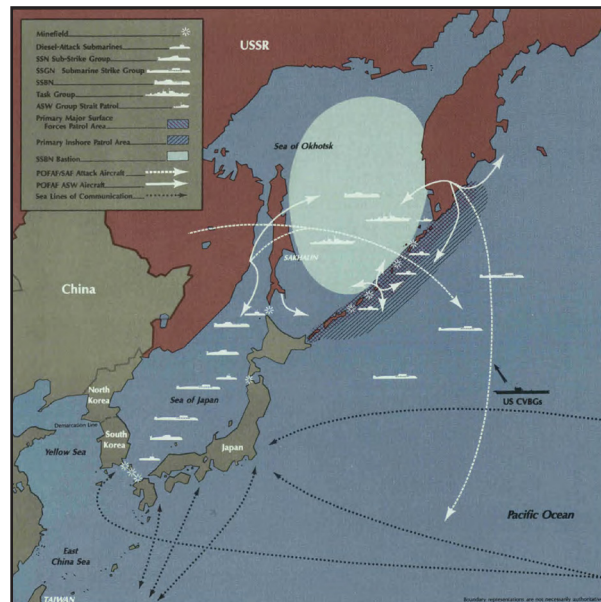 Minefield
Diesel-Attack Submarines
SSN Sub-Strike Group
SSGN Submarine Strike Group
SSBN
Task Group
ASW Group Strait Patrol
Primary Major Surface
Forces Patrol Area
Primary Inshore Patrol Area
SSBN Bastion
POFAF/SAF Attack Aircraft
POFAF ASW Aircraft
Sea Lines of Communication
USSR
Sea of Okhotsk
SAKHALIN
China
North
Korea
Demarcation Line
South
Korea
Sea of Japan
Japan
US CVBGs
Yellow Sea
Pacific Ocean
East
China Sea
TAIWAN
Boundary representations are not necessarily authoritative